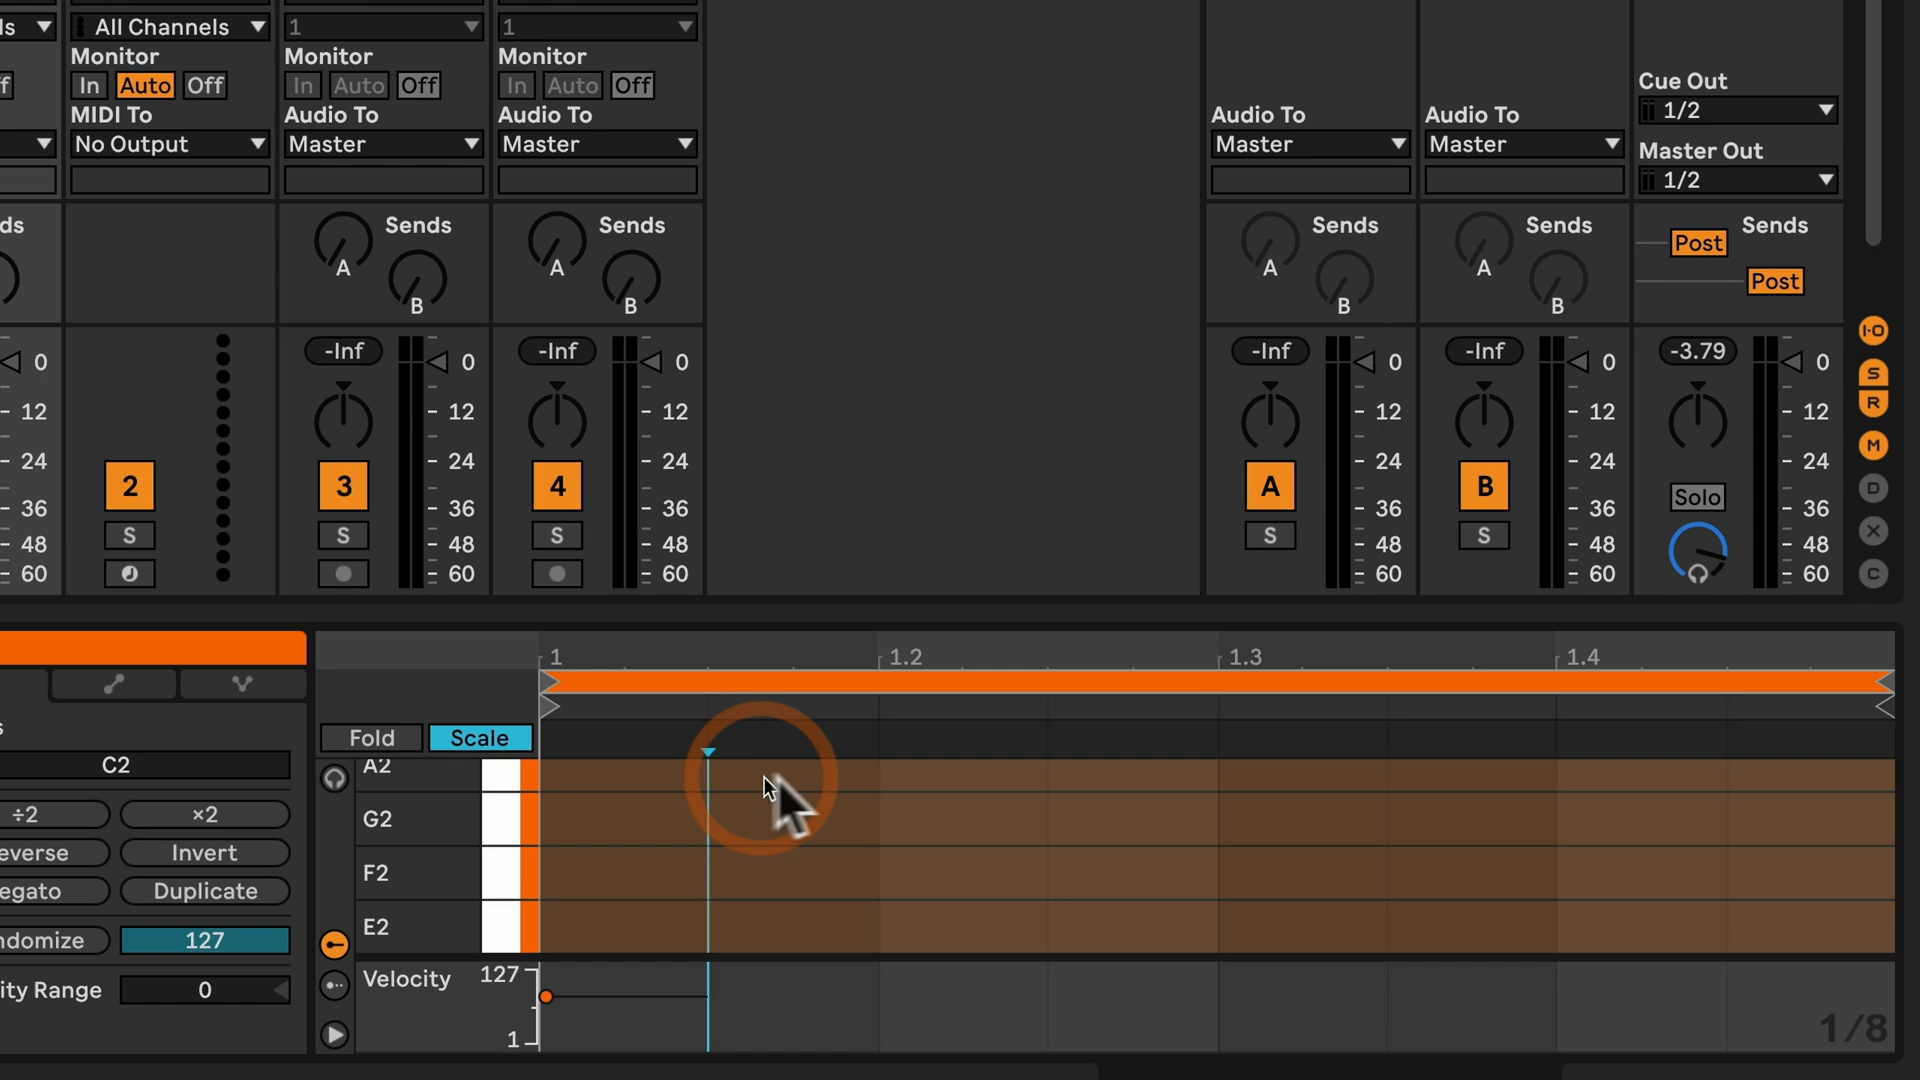 ls All Channels 1 1
Monitor Monitor Monitor
In Auto Off In Auto Off In Auto Off
Cue Out
1/2
MIDI To Audio To Audio To Audio To Audio To
No Output Master Master Master Master
Master Out
1/2
ds Sends Sends Sends Sends Sends
Post
A A A A
Post
B B B B
-Inf -Inf -Inf -Inf -3.79
0 0 0 0 0 0
12 12 12 12 12
24 24 24 24 24 24
36 36 36 36 36 36
48 48 48 48 48 48
60 60 60 60 60 60
2 3 4 A B
Solo
S S S S S
I·O
S
R
M
D
X
C
1 1.2 1.3 1.4
s
Fold Scale
C2
A2
÷2 ×2
G2
everse Invert
F2
egato Duplicate
E2
ndomize 127
Velocity 127
ity Range 0
1
1/8